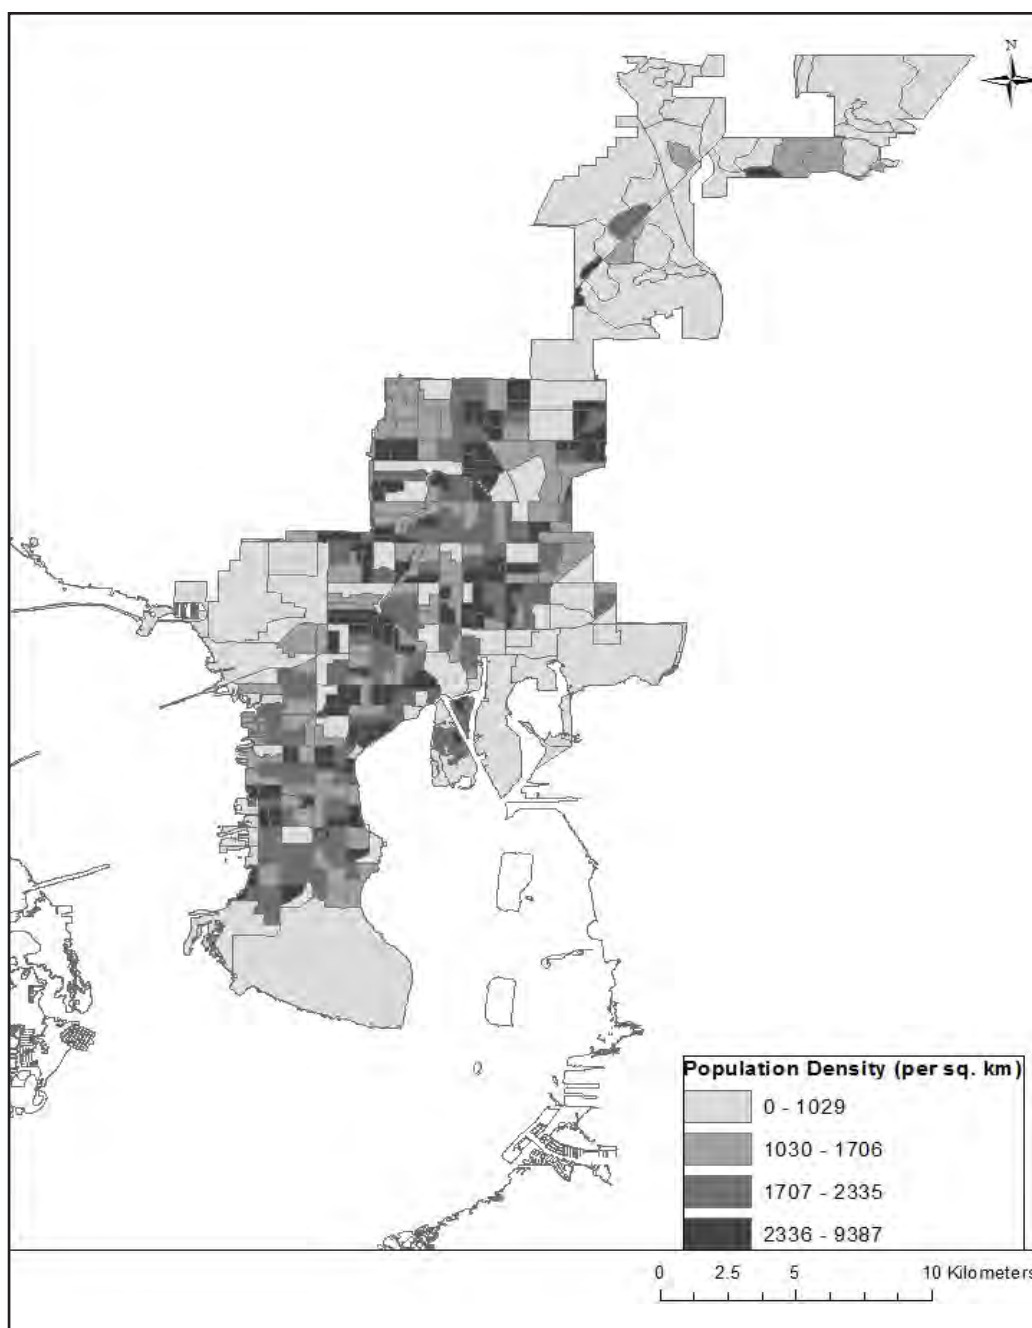 N
Population Density (per sq. km)
0 - 1029
1030 - 1706
1707 - 2335
2336 - 9387
0 2.5 5 10 Kilometers